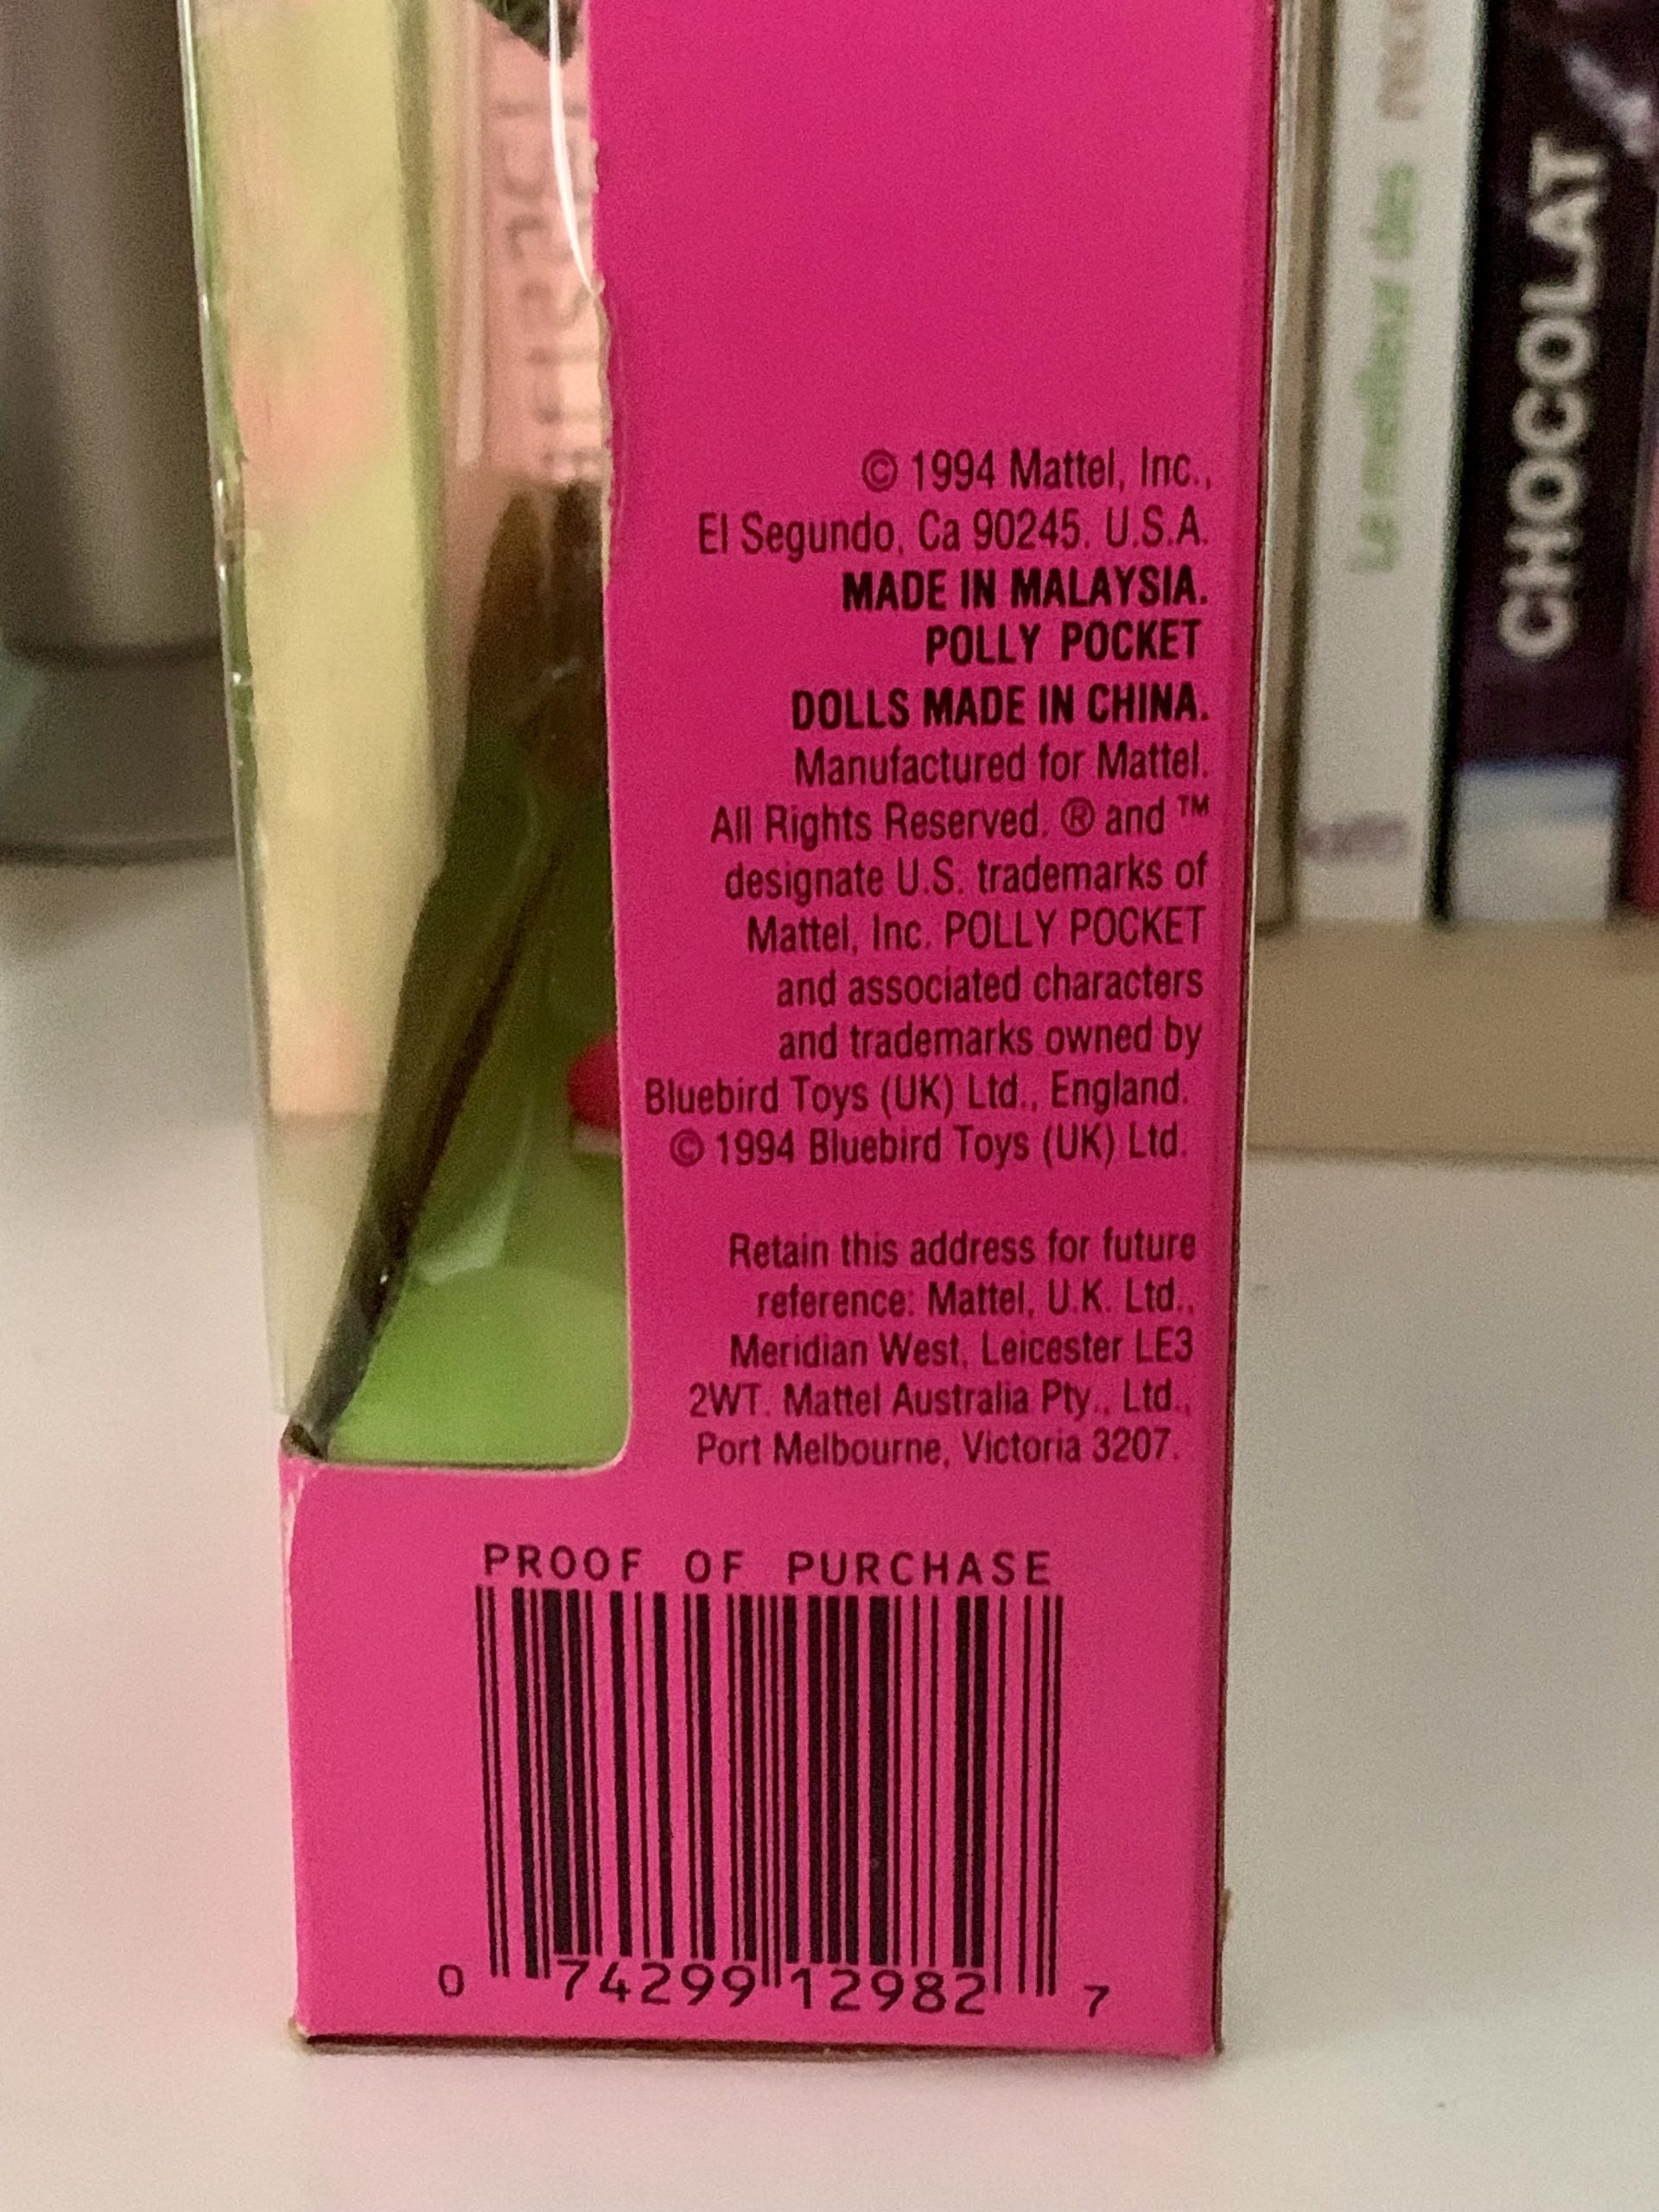 © 1994 Mattel, Inc.,
El Segundo, Ca 90245. U.S.A.
MADE IN MALAYSIA.
POLLY POCKET
DOLLS MADE IN CHINA.
Manufactured for Mattel.
All Rights Reserved. ® and ™
designate U.S. trademarks of
Mattel, Inc. POLLY POCKET
and associated characters
and trademarks owned by
Bluebird Toys (UK) Ltd., England.
© 1994 Bluebird Toys (UK) Ltd.
Retain this address for future
reference: Mattel, U.K. Ltd.,
Meridian West, Leicester LE3
2WT. Mattel Australia Pty., Ltd.,
Port Melbourne, Victoria 3207.
PROOF OF PURCHASE
0 74299 12982 7
Le meilleur des
CHOCOLAT